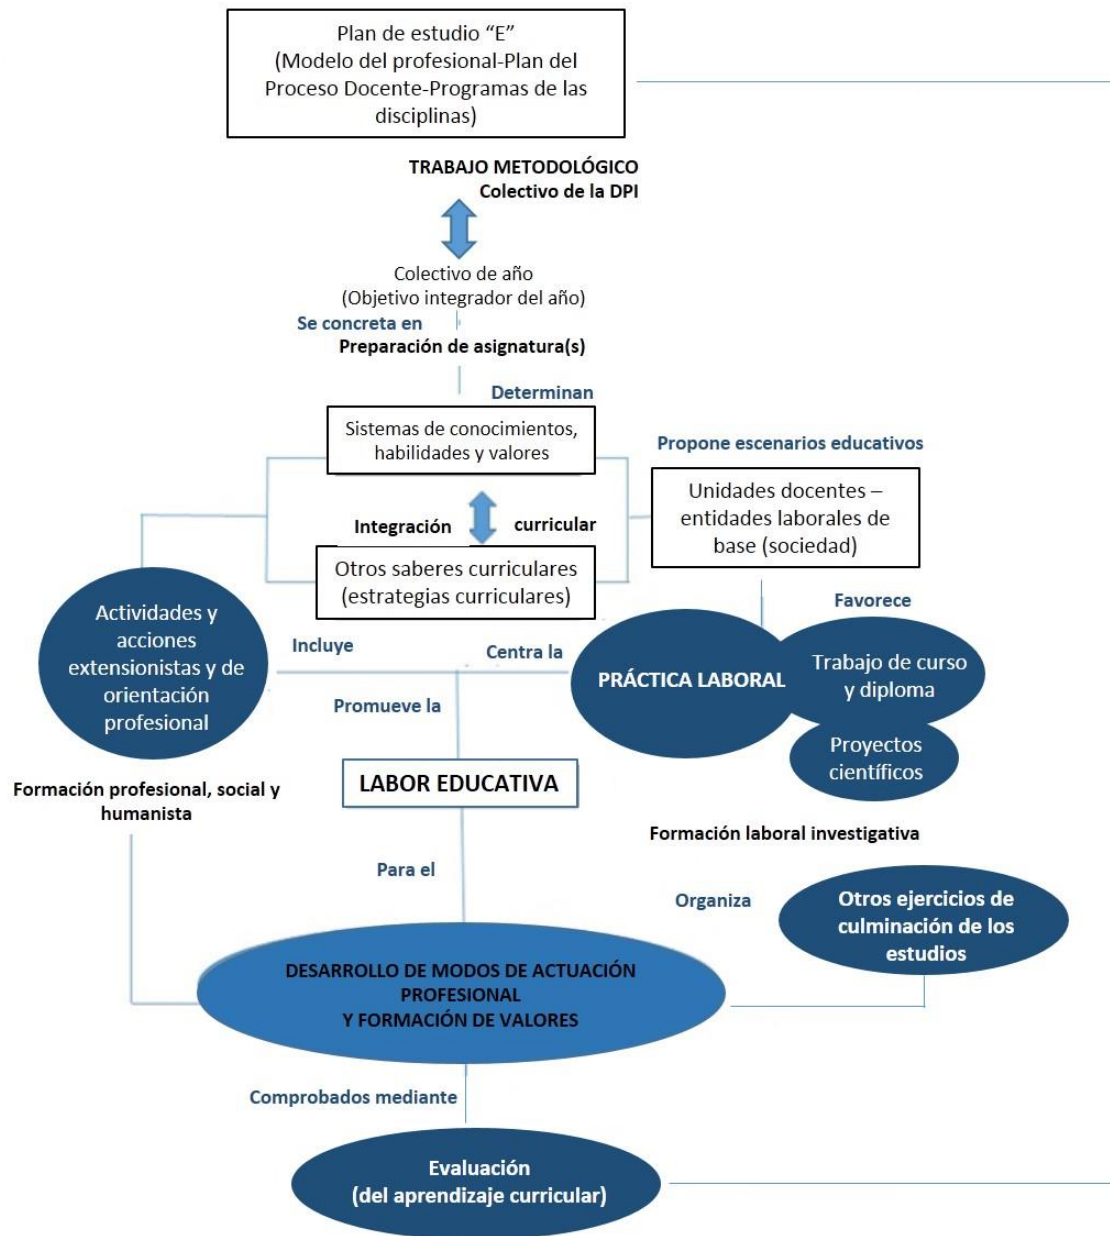 Plan de estudio “E”
(Modelo del profesional-Plan del
Proceso Docente-Programas de las
disciplinas)
TRABAJO METODOLÓGICO
Colectivo de la DPI
Colectivo de año
(Objetivo integrador del año)
Se concreta en
Preparación de asignatura(s)
Determinan
Sistemas de conocimientos,
habilidades y valores
Propone escenarios educativos
Unidades docentes –
entidades laborales de
base (sociedad)
Integración curricular
Otros saberes curriculares
(estrategias curriculares)
Actividades y
acciones
extensionistas y de
orientación
profesional
Incluye
Centra la
Favorece
PRÁCTICA LABORAL
Trabajo de curso
y diploma
Proyectos
científicos
Promueve la
LABOR EDUCATIVA
Formación profesional, social y
humanista
Formación laboral investigativa
Para el
Organiza
Otros ejercicios de
culminación de los
estudios
DESARROLLO DE MODOS DE ACTUACIÓN
PROFESIONAL
Y FORMACIÓN DE VALORES
Comprobados mediante
Evaluación
(del aprendizaje curricular)